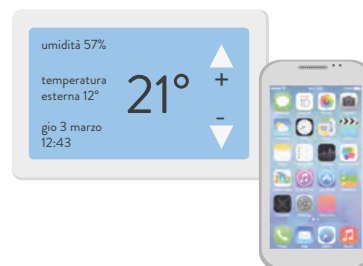 umidità 57%
temperatura
esterna 12°
gio 3 marzo
12:43
21°
+
-